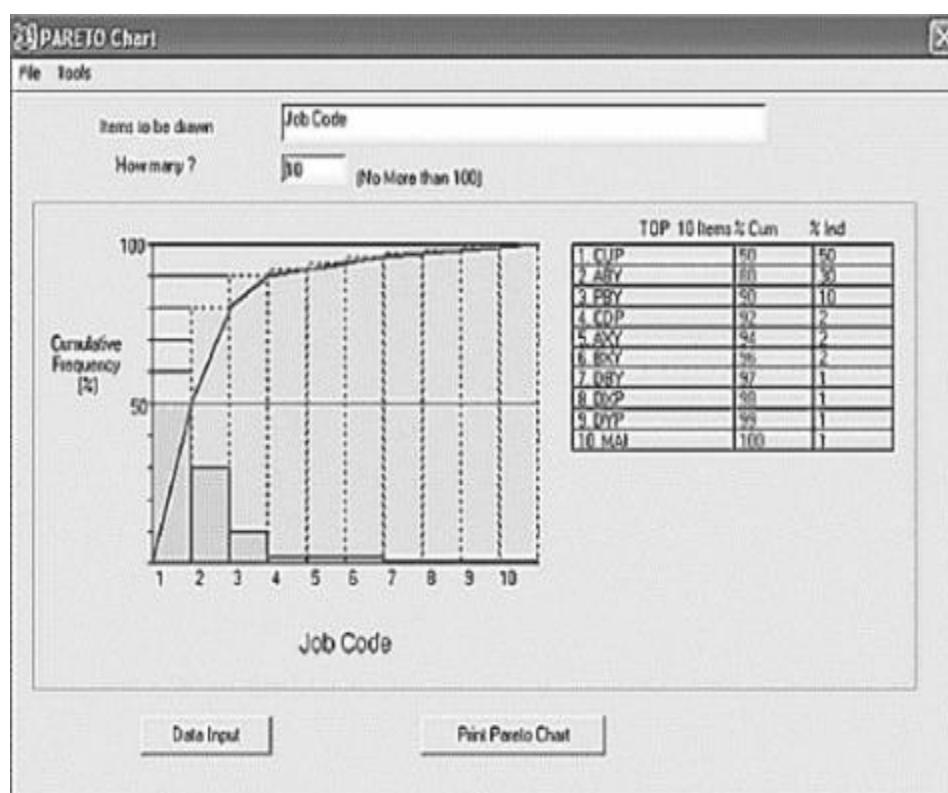 PARETO Chart
File Tools
Items to be drawn Job Code
How many ? 10 (No More than 100)
TOP 10 Items % Cum % Ind
1 CUP 50 50
2 ABY 80 30
3 PBY 90 10
4 CDP 92 2
5 AXY 94 2
6 BXY 96 2
7 DBY 97 1
8 DXP 98 1
9 DYP 99 1
10 MAI 100 1
100
Cumulative
Frequency
(%)
50
1 2 3 4 5 6 7 8 9 10
Job Code
Data Input Print Pareto Chart